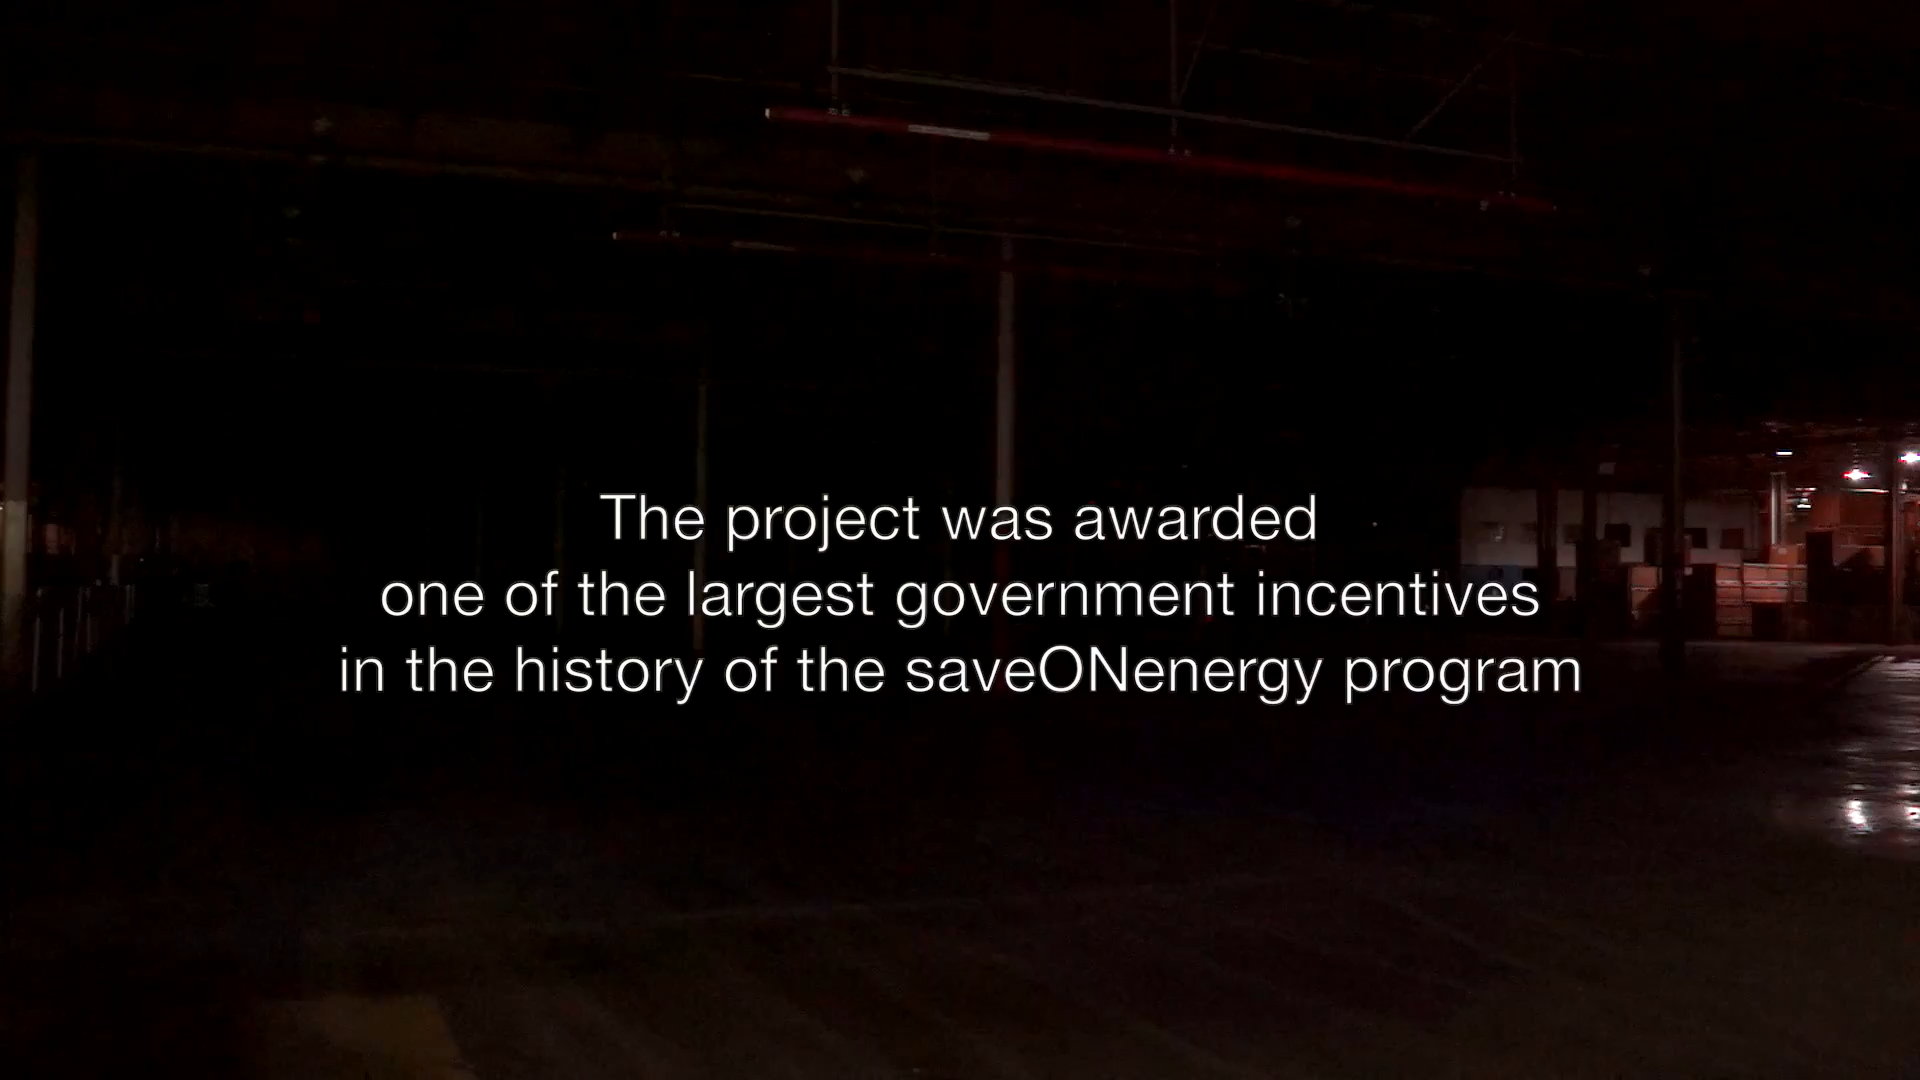 The project was awarded
one of the largest government incentives
in the history of the saveONenergy program